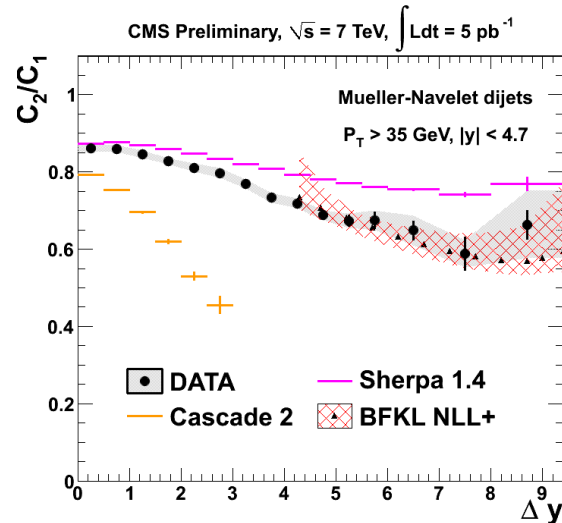 CMS Preliminary, √s = 7 TeV, ∫Ldt = 5 pb⁻¹
C₂/C₁
Mueller-Navelet dijets
P_T > 35 GeV, |y| < 4.7
1
0.8
0.6
0.4
0.2
0
DATA
Sherpa 1.4
Cascade 2
BFKL NLL+
0 1 2 3 4 5 6 7 8 9
Δ y